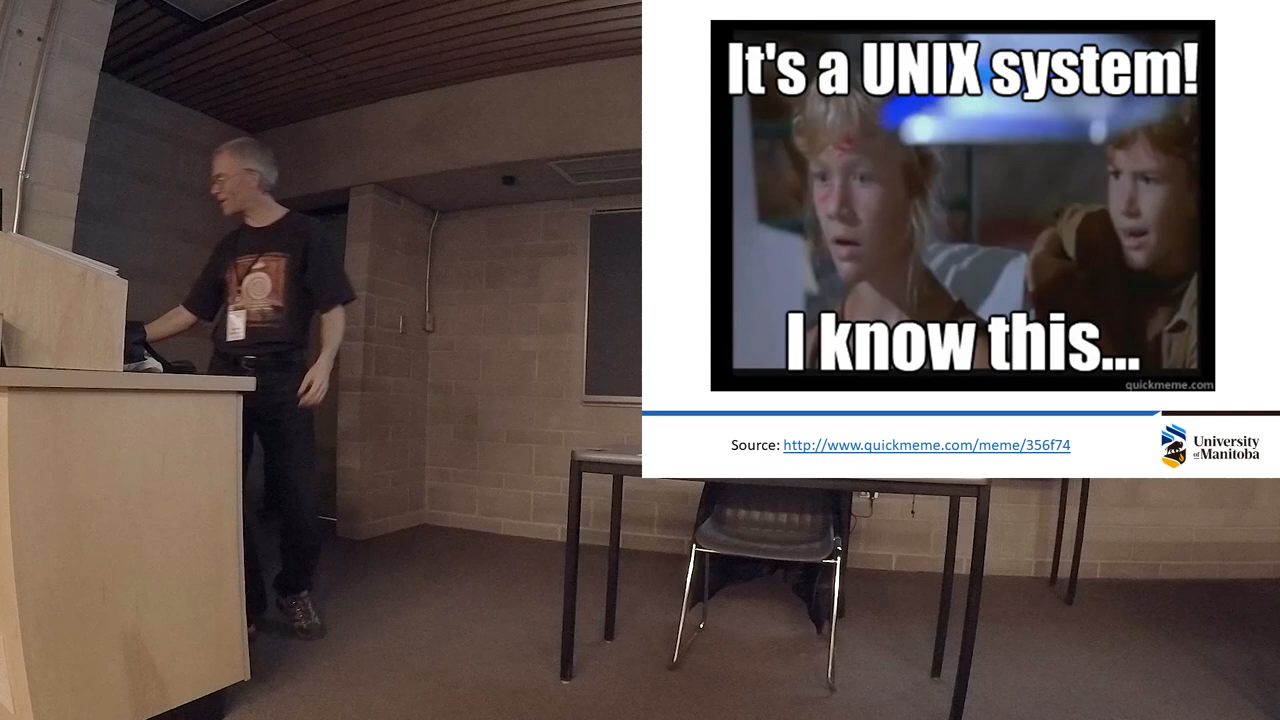 It's a UNIX system!
I know this...
quickmeme.com
Source: http://www.quickmeme.com/meme/356f74
University
of Manitoba